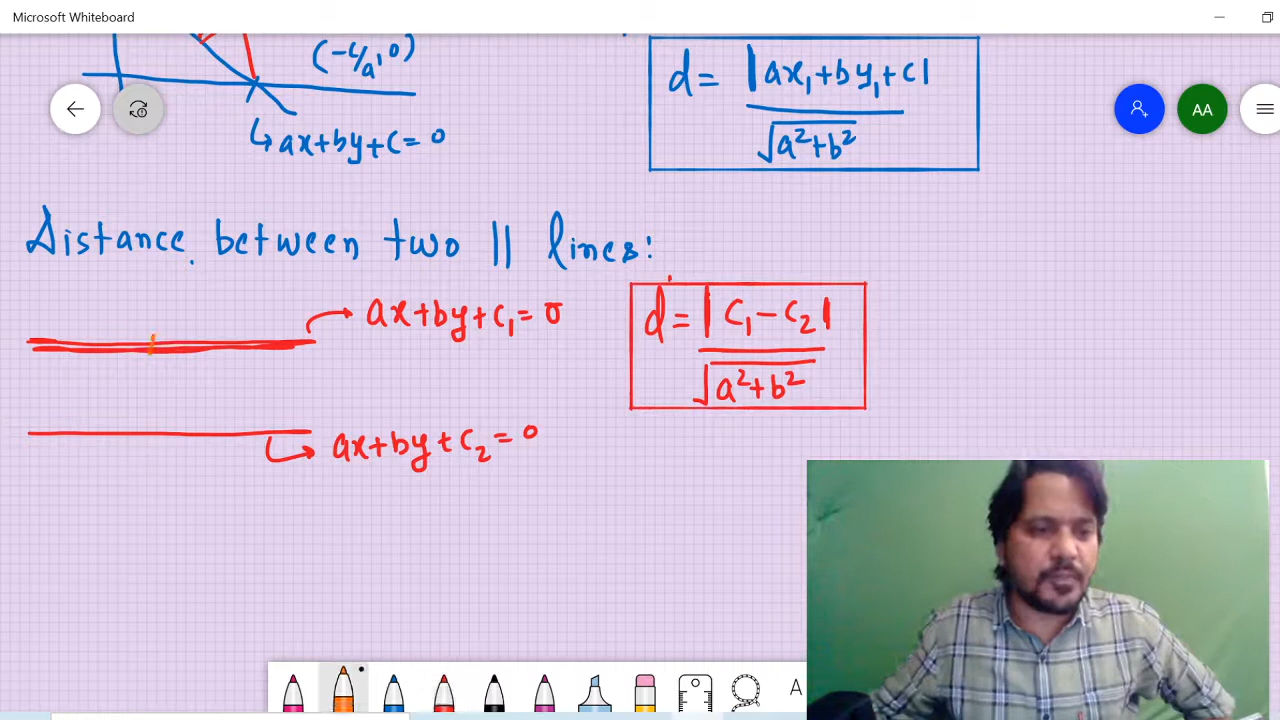 Microsoft Whiteboard
(-c/a, 0)
d = |ax₁+by₁+c|
√a²+b²
AA
ax+by+c=0
Distance between two || lines:
ax+by+c₁=0
d = |c₁-c₂|
√a²+b²
ax+by+c₂=0
A